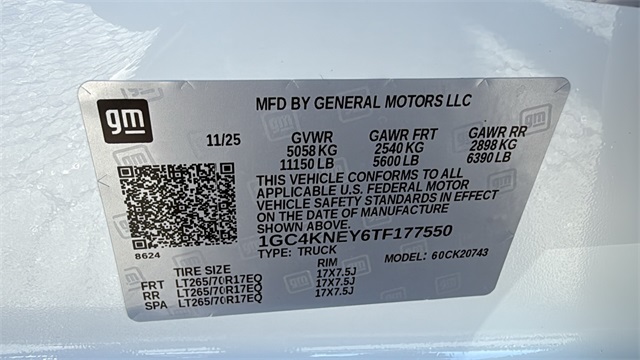 gm
MFD BY GENERAL MOTORS LLC
11/25 GVWR GAWR FRT GAWR RR
5058 KG 2540 KG 2898 KG
11150 LB 5600 LB 6390 LB
THIS VEHICLE CONFORMS TO ALL
APPLICABLE U.S. FEDERAL MOTOR
VEHICLE SAFETY STANDARDS IN EFFECT
ON THE DATE OF MANUFACTURE
SHOWN ABOVE.
1GC4KNEY6TF177550
8624 TYPE: TRUCK MODEL: 60CK20743
TIRE SIZE RIM
FRT LT265/70R17EQ 17X7.5J
RR LT265/70R17EQ 17X7.5J
SPA LT265/70R17EQ 17X7.5J